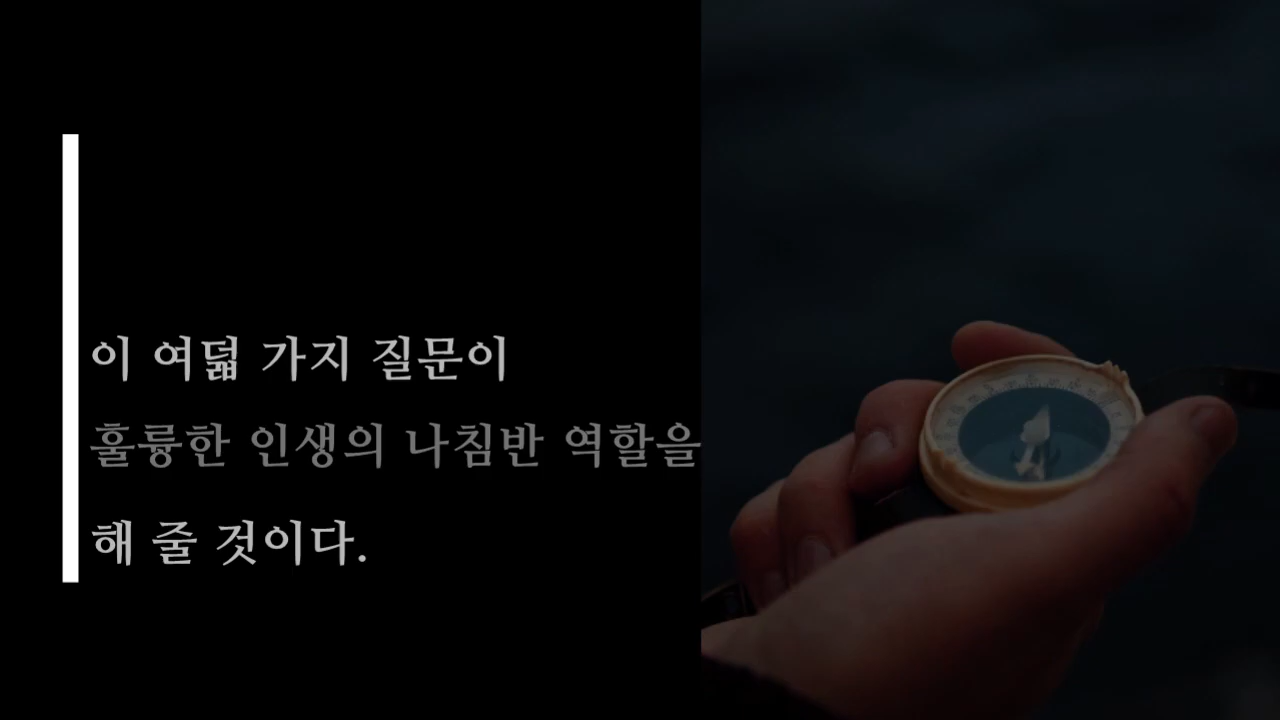 이 여덟 가지 질문이
훌륭한 인생의 나침반 역할을
해 줄 것이다.